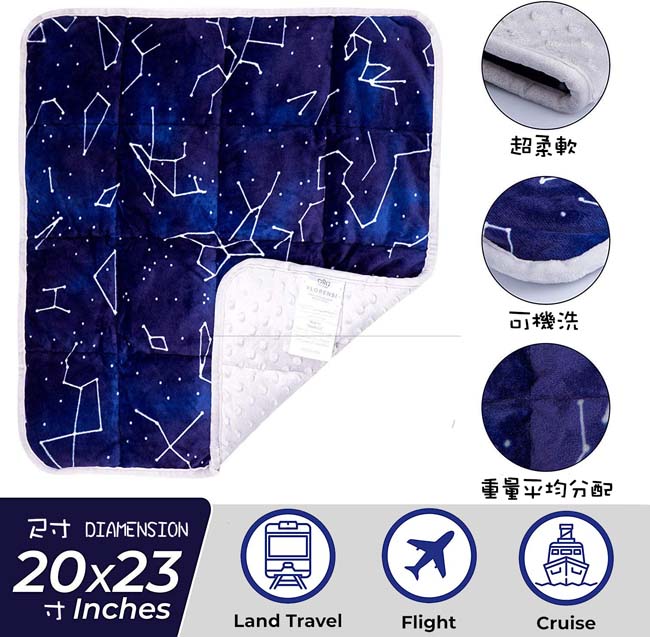 超柔軟
FLORENSI
可機洗
重量平均分配
尺寸 DIAMENSION
20x23
寸 Inches
Land Travel
Flight
Cruise